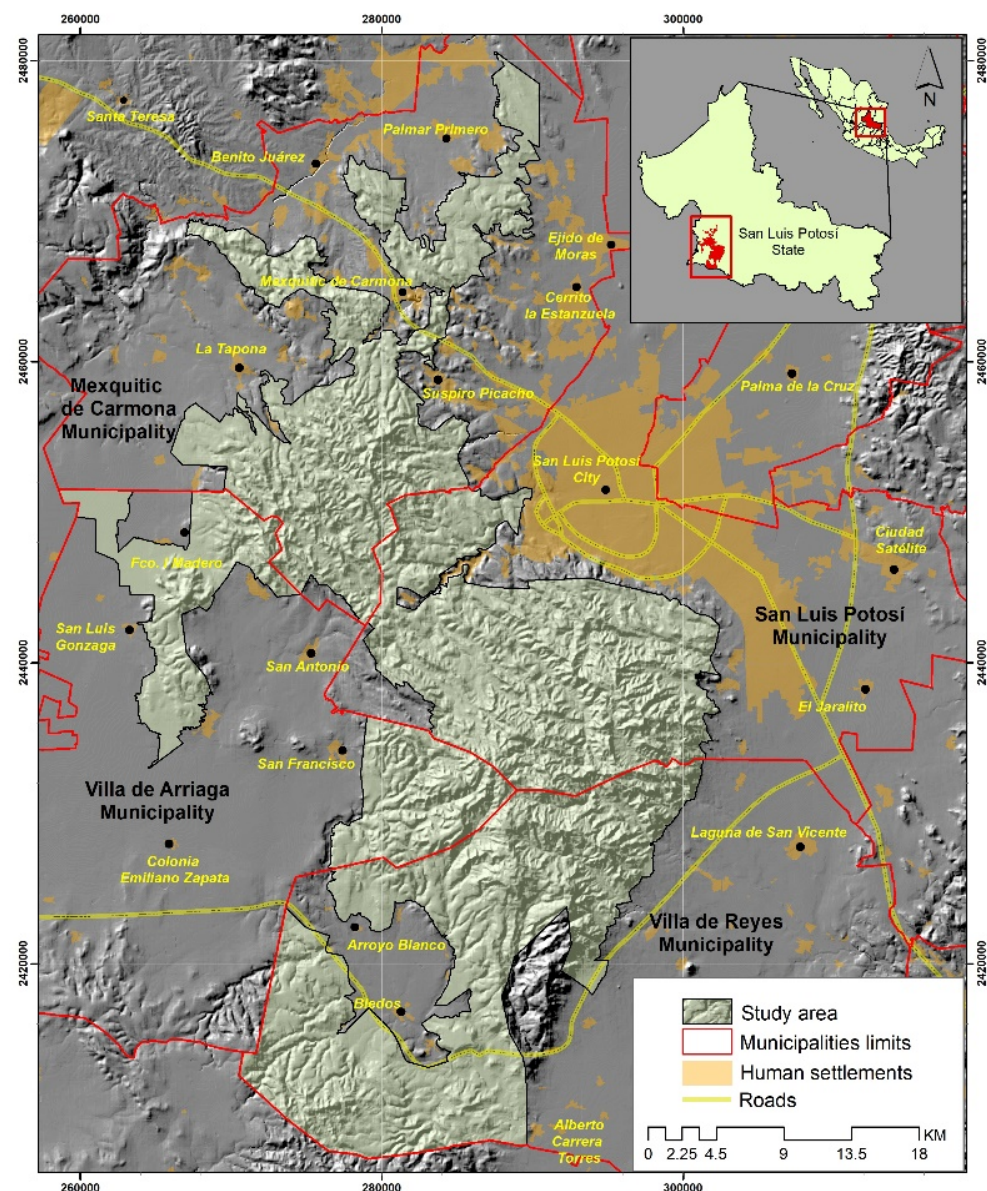 260000
280000
300000
2480000
2480000
N
Santa Teresa
Palmar Primero
Benito Juárez
San Luis Potosí
State
Ejido de
Moras
Mexquitic de Carmona
Cerrito
la Estanzuela
La Tapona
2460000
2460000
Mexquitic
de Carmona
Municipality
Suspiro Picacho
Palma de la Cruz
San Luis Potosí
City
Ciudad
Satélite
Fco. I Madero
San Luis
Gonzaga
San Antonio
San Luis Potosí
Municipality
2440000
2440000
El Jaralito
San Francisco
Villa de Arriaga
Municipality
Colonia
Emiliano Zapata
Laguna de San Vicente
Arroyo Blanco
Villa de Reyes
Municipality
2420000
2420000
Bledos
Study area
Municipalities limits
Human settlements
Roads
Alberto
Carrera
Torres
KM
0 2.25 4.5 9 13.5 18
260000
280000
300000